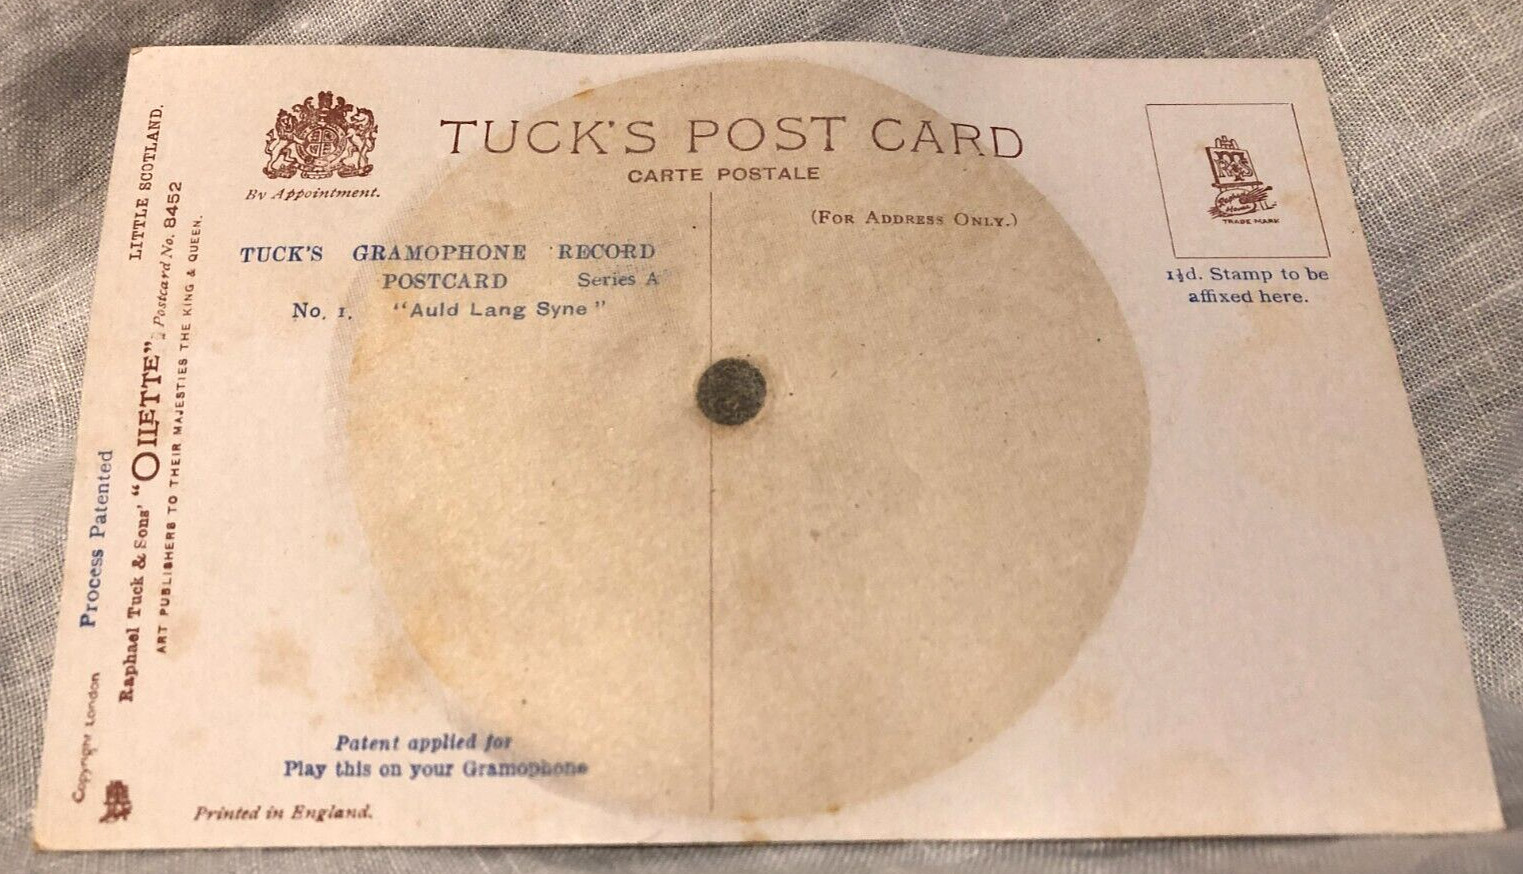 TUCK'S POST CARD
CARTE POSTALE
By Appointment.
(FOR ADDRESS ONLY.)
TUCK'S GRAMOPHONE RECORD
POSTCARD Series A
No. 1. "Auld Lang Syne"
TRADE MARK
1½d. Stamp to be
affixed here.
LITTLE SCOTLAND.
Raphael Tuck & Sons' "OILETTE" Postcard No. 8452
ART PUBLISHERS TO THEIR MAJESTIES THE KING & QUEEN.
Process Patented
Copyright London
Patent applied for
Play this on your Gramophone
Printed in England.